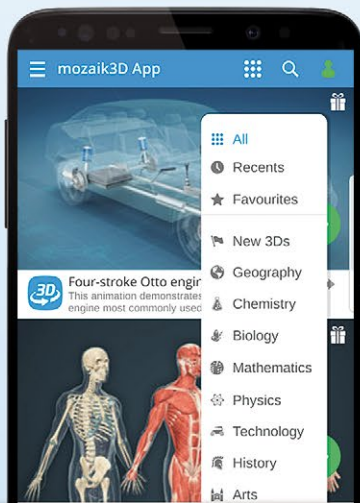 mozaik3D App
All
Recents
Favourites
New 3Ds
3D
Four-stroke Otto engin
This animation demonstrates
engine most commonly used
Geography
Chemistry
Biology
Mathematics
Physics
Technology
History
Arts